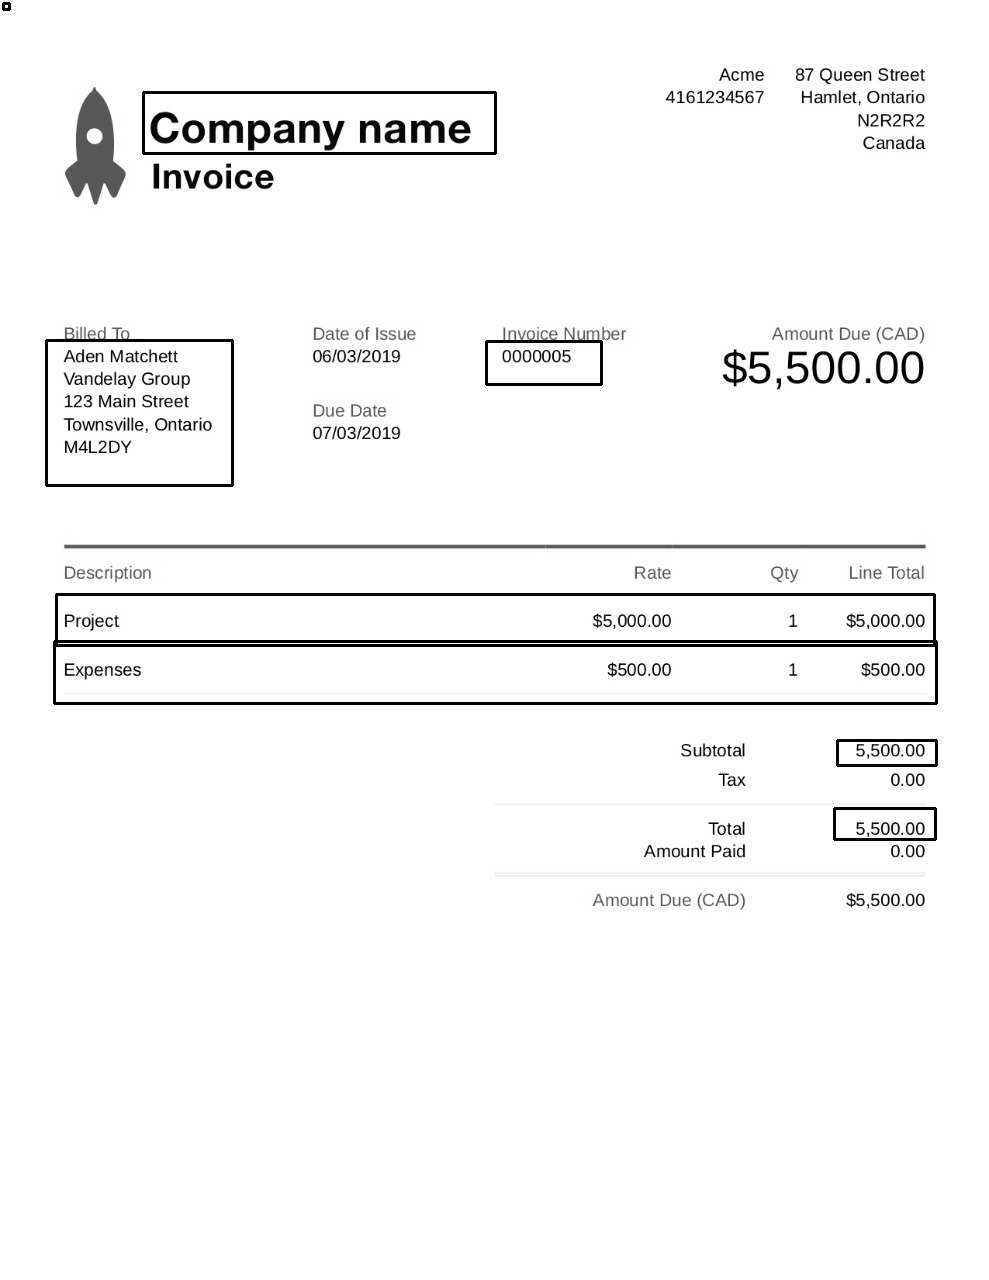 Company name
Invoice
Acme
4161234567
87 Queen Street
Hamlet, Ontario
N2R2R2
Canada
Billed To
Aden Matchett
Vandelay Group
123 Main Street
Townsville, Ontario
M4L2DY
Date of Issue
06/03/2019
Due Date
07/03/2019
Invoice Number
0000005
Amount Due (CAD)
$5,500.00
Description Rate Qty Line Total
Project $5,000.00 1 $5,000.00
Expenses $500.00 1 $500.00
Subtotal 5,500.00
Tax 0.00
Total 5,500.00
Amount Paid 0.00
Amount Due (CAD) $5,500.00